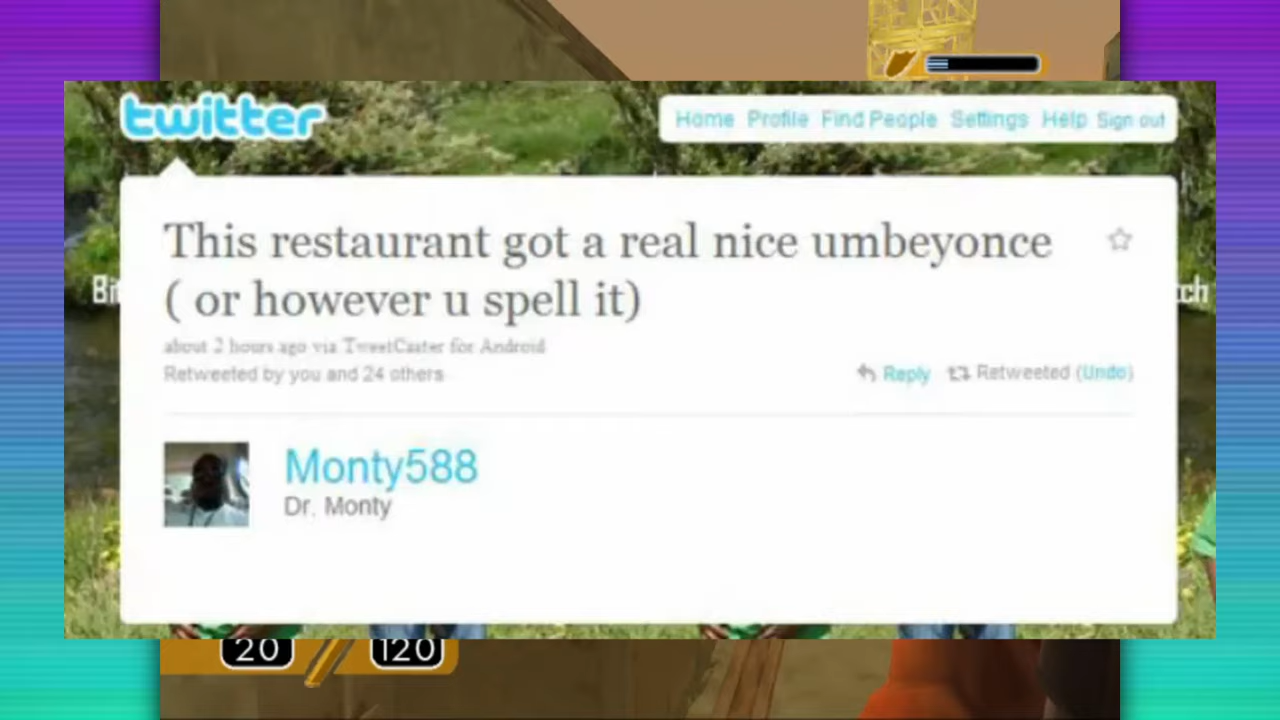 twitter
Home Profile Find People Settings Help Sign out
This restaurant got a real nice umbeyonce
( or however u spell it)
about 2 hours ago via TweetCaster for Android
Retweeted by you and 24 others
Reply Retweeted (Undo)
Monty588
Dr. Monty
20 120